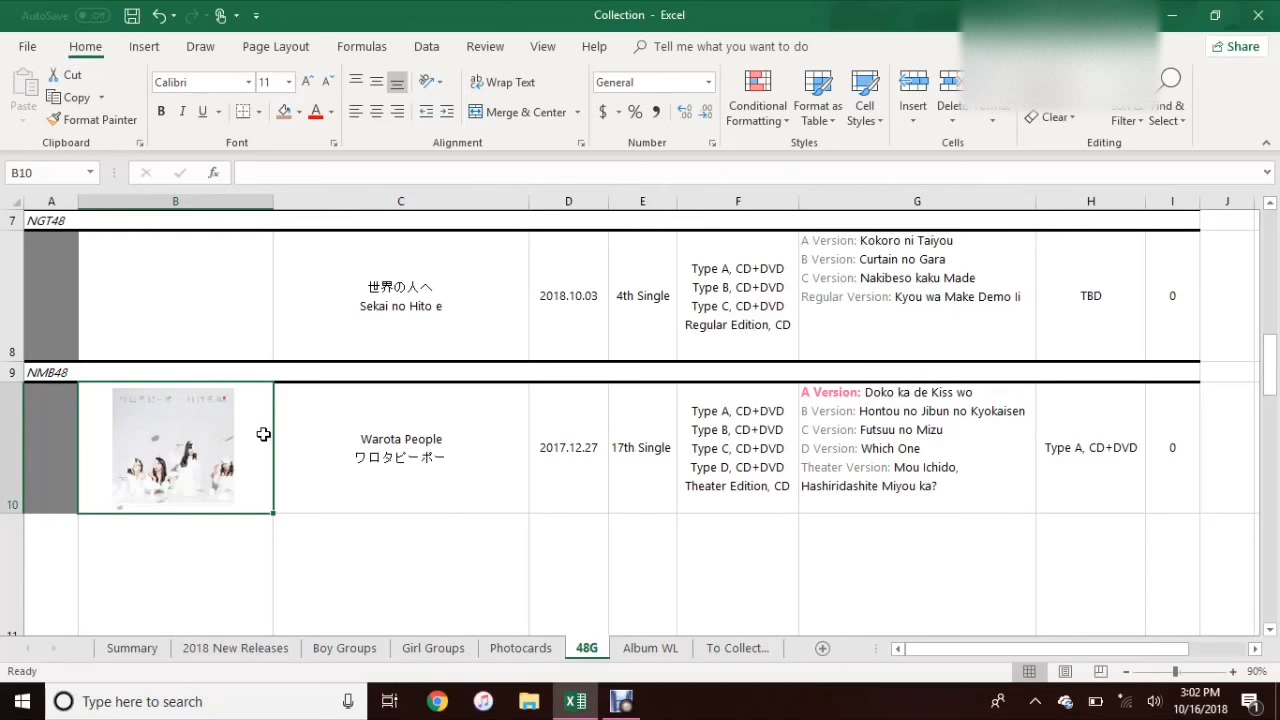 AutoSave Off
Collection - Excel
File Home Insert Draw Page Layout Formulas Data Review View Help Tell me what you want to do Share
Paste
Cut
Copy
Format Painter
Clipboard
Calibri 11
B I U
Font
Wrap Text
Merge & Center
Alignment
General
$ % ,
Number
Conditional Formatting
Format as Table
Cell Styles
Styles
Insert Delete
Cells
Clear
Filter Find & Select
Editing
B10 fx
A B C D E F G H I J
7 NGT48
世界の人へ
Sekai no Hito e
2018.10.03
4th Single
Type A, CD+DVD
Type B, CD+DVD
Type C, CD+DVD
Regular Edition, CD
A Version: Kokoro ni Taiyou
B Version: Curtain no Gara
C Version: Nakibeso kaku Made
Regular Version: Kyou wa Make Demo Ii
TBD
0
8
9 NMB48
Warota People
ワロタピーポー
2017.12.27
17th Single
Type A, CD+DVD
Type B, CD+DVD
Type C, CD+DVD
Type D, CD+DVD
Theater Edition, CD
A Version: Doko ka de Kiss wo
B Version: Hontou no Jibun no Kyokaisen
C Version: Futsuu no Mizu
D Version: Which One
Theater Version: Mou Ichido,
Hashiridashite Miyou ka?
Type A, CD+DVD
0
10
11
Summary 2018 New Releases Boy Groups Girl Groups Photocards 48G Album WL To Collect...
Ready
90%
Type here to search
3:02 PM
10/16/2018
1